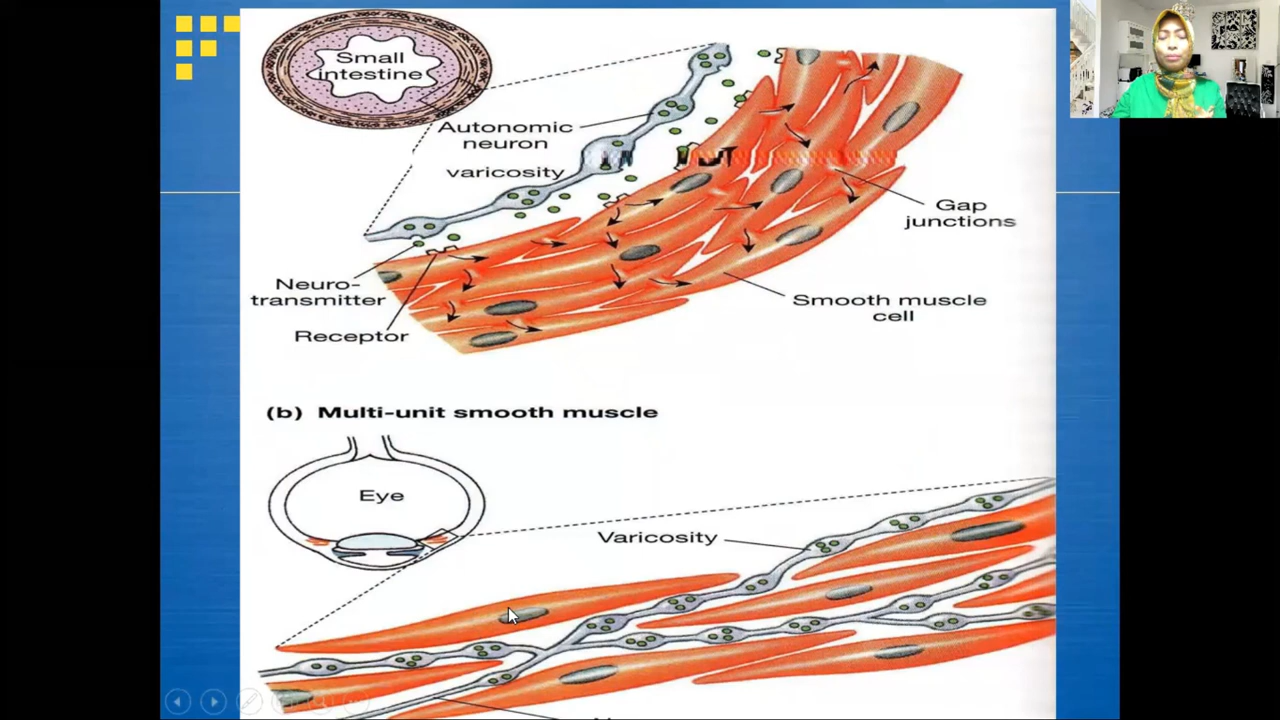 Small
intestine
Autonomic
neuron
varicosity
Gap
junctions
Neuro-
transmitter
Receptor
Smooth muscle
cell
(b) Multi-unit smooth muscle
Eye
Varicosity